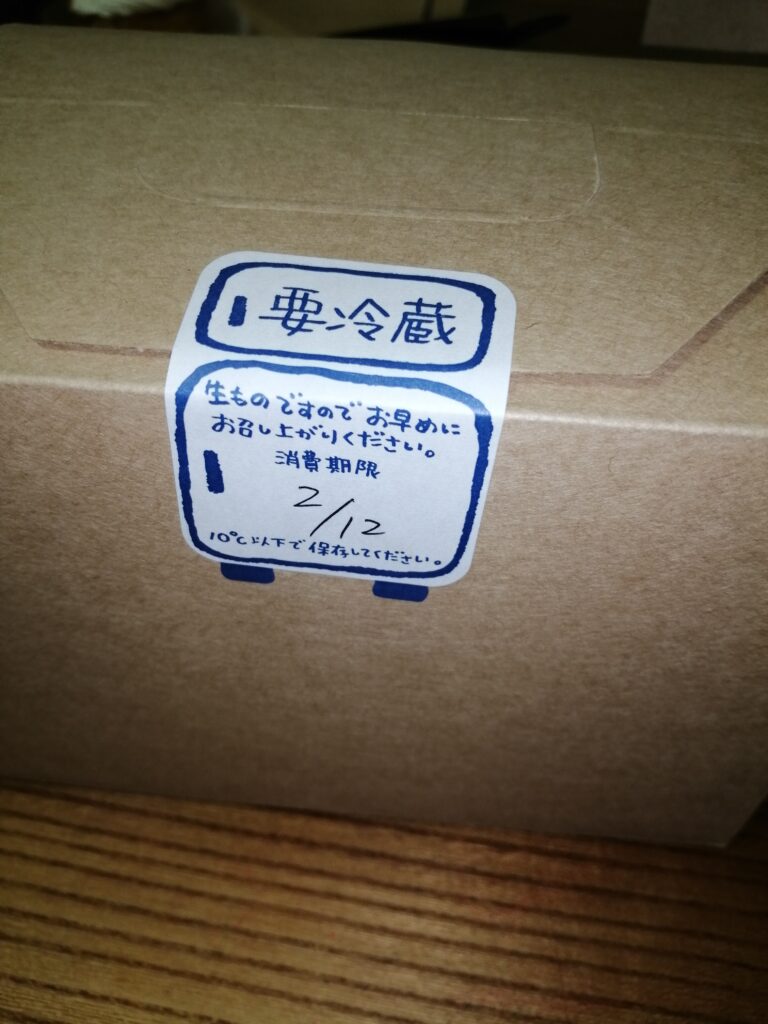 要冷蔵
生ものですのでお早めに
お召し上がりください。
消費期限
2/12
10℃以下で保存してください。